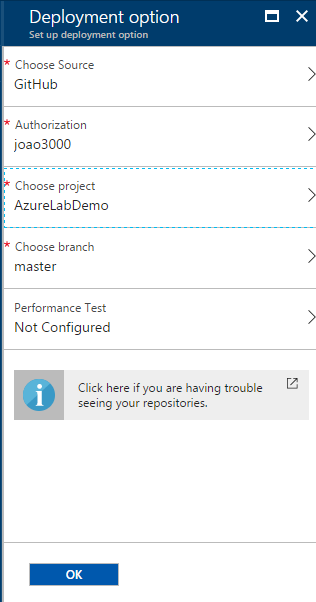 Deployment option
Set up deployment option
* Choose Source
GitHub
* Authorization
joao3000
* Choose project
AzureLabDemo
* Choose branch
master
Performance Test
Not Configured
Click here if you are having trouble
seeing your repositories.
OK